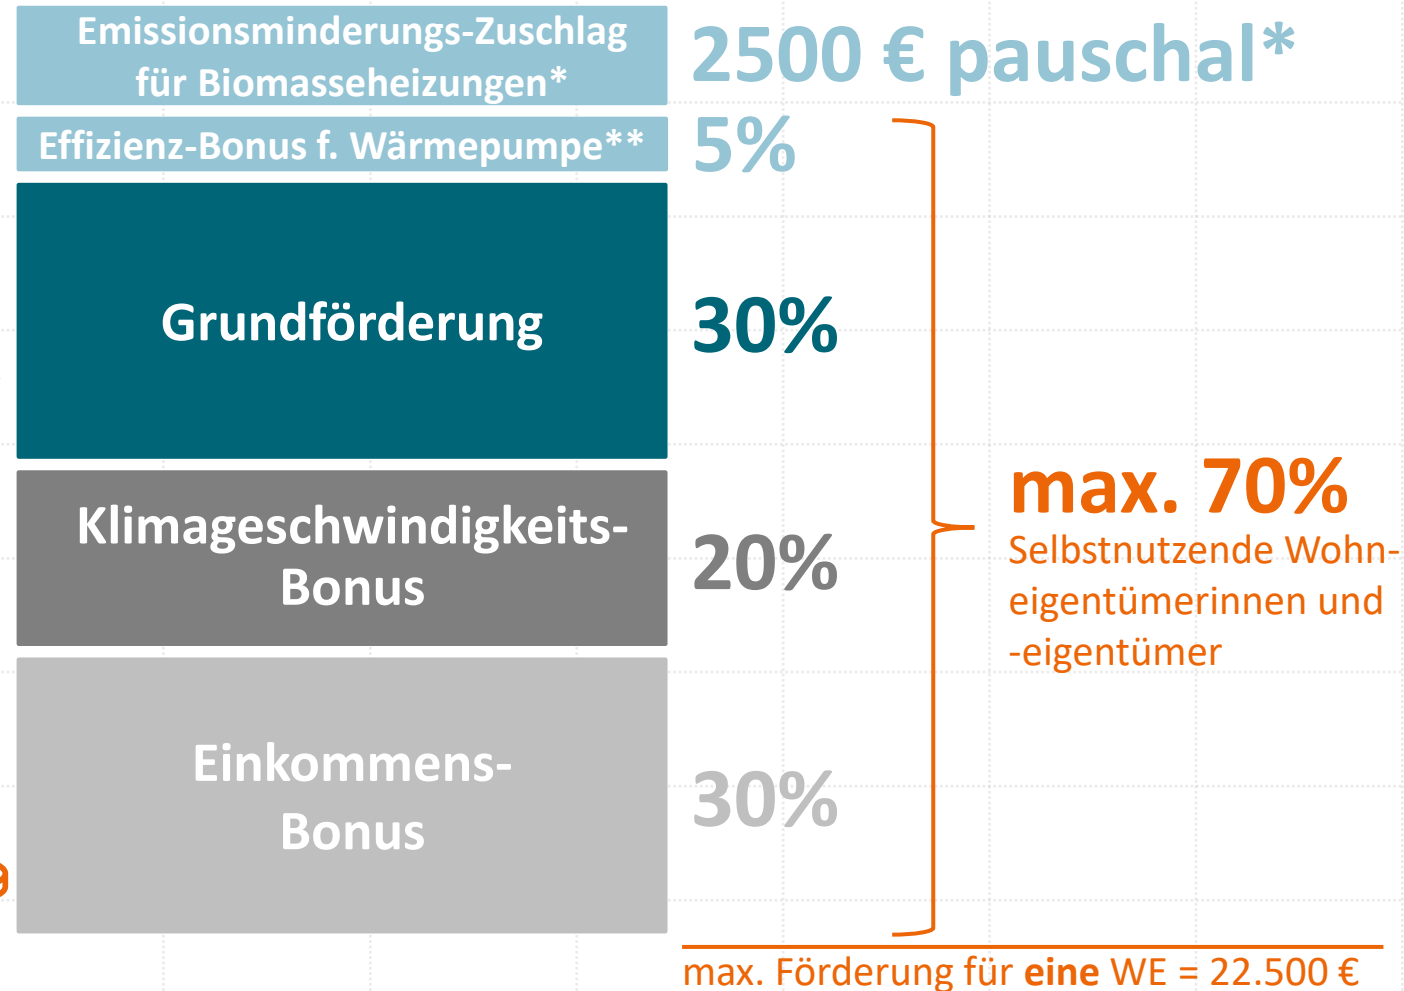 Emissionsminderungs-Zuschlag
für Biomasseheizungen*
2500 € pauschal*
Effizienz-Bonus f. Wärmepumpe**
5%
Grundförderung
30%
Klimageschwindigkeits-
Bonus
20%
max. 70%
Selbstnutzende Wohn-
eigentümerinnen und
-eigentümer
Einkommens-
Bonus
30%
max. Förderung für eine WE = 22.500 €